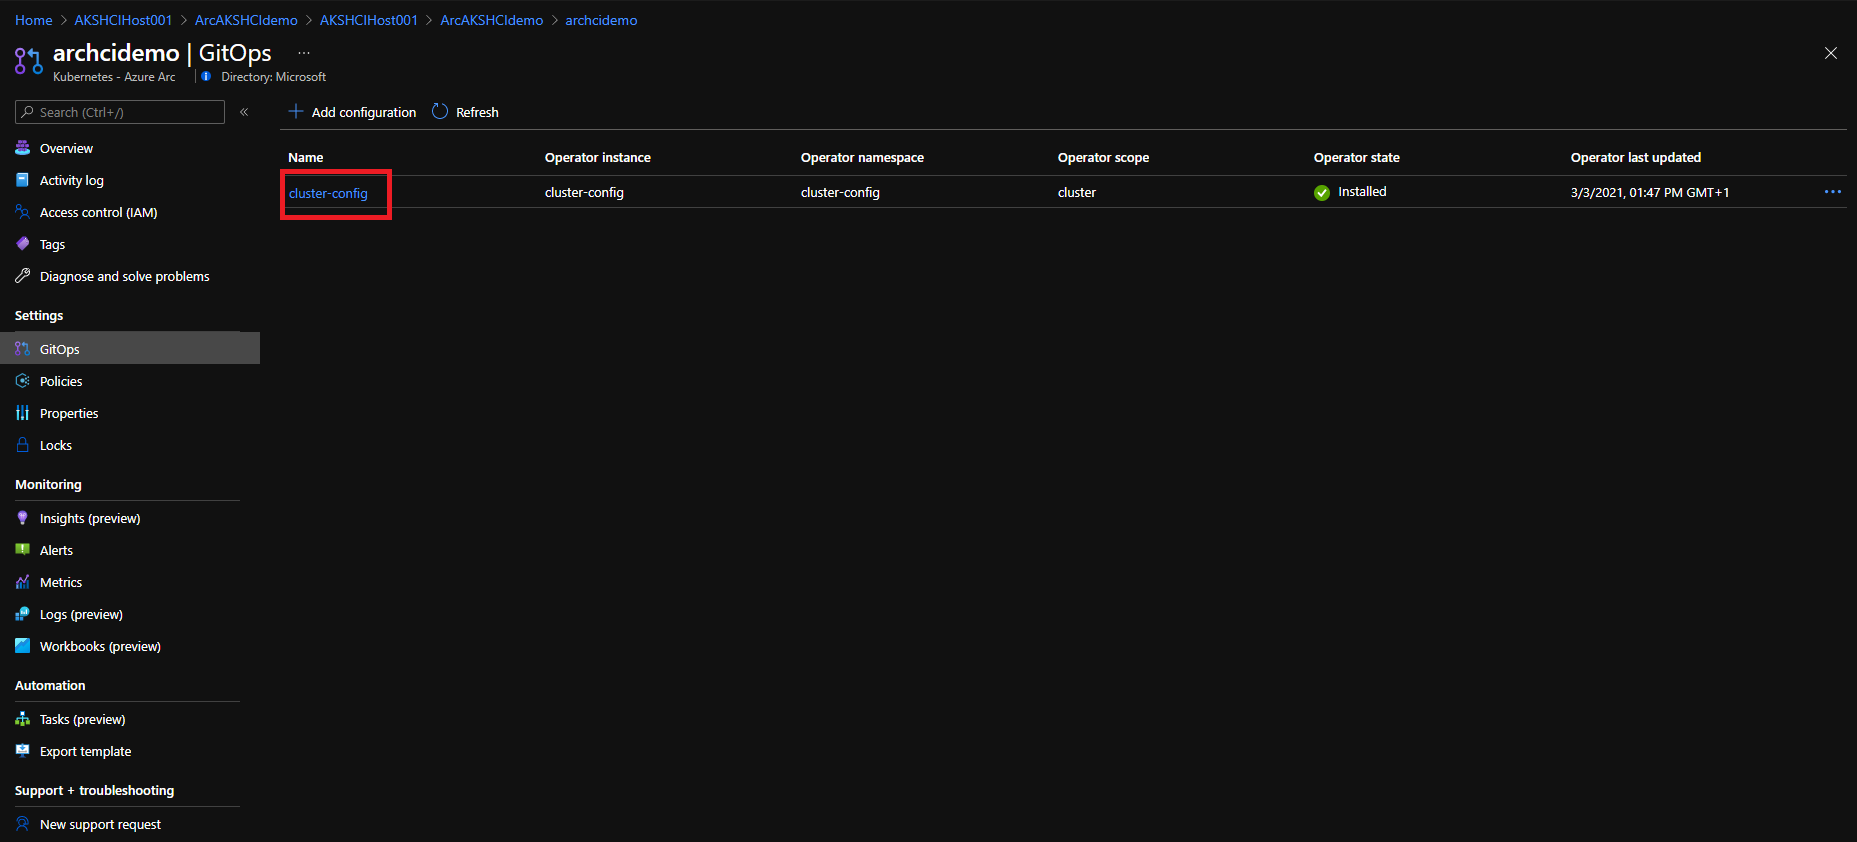 Home > AKSHCIHost001 > ArcAKSHCIdemo > AKSHCIHost001 > ArcAKSHCIdemo > archcidemo
archcidemo | GitOps ...
Kubernetes - Azure Arc | Directory: Microsoft
Search (Ctrl+/) «
Overview
Activity log
Access control (IAM)
Tags
Diagnose and solve problems
Settings
GitOps
Policies
Properties
Locks
Monitoring
Insights (preview)
Alerts
Metrics
Logs (preview)
Workbooks (preview)
Automation
Tasks (preview)
Export template
Support + troubleshooting
New support request
+ Add configuration Refresh
Name Operator instance Operator namespace Operator scope Operator state Operator last updated
cluster-config cluster-config cluster-config cluster Installed 3/3/2021, 01:47 PM GMT+1 ...